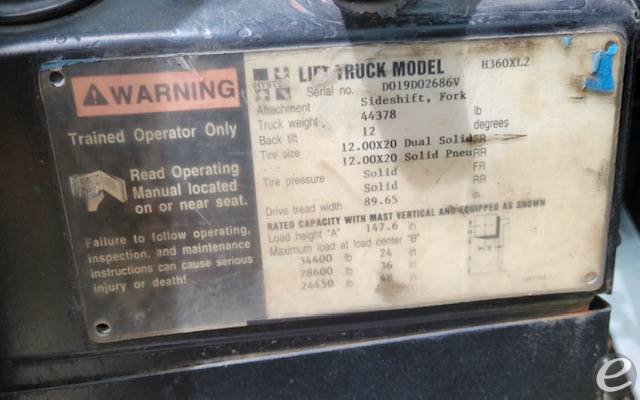 WARNING
Trained Operator Only
Read Operating
Manual located
on or near seat.
Failure to follow operating,
inspection, and maintenance
instructions can cause serious
injury or death!
HYSTER
LIFT TRUCK MODEL H360XL2
Serial no. D019D02686V
Attachment Sideshift, Fork
Truck weight 44378 lb
Back tilt 12 degrees
Tire size 12.00X20 Dual Solid FR
12.00X20 Solid Pneu RR
Tire pressure Solid FR
Solid RR
Drive tread width 89.65 in
RATED CAPACITY WITH MAST VERTICAL AND EQUIPPED AS SHOWN
Load height "A" 147.6 in
Maximum load at load center "B"
34400 lb 24 in
28600 lb 36 in
24450 lb 48 in
e